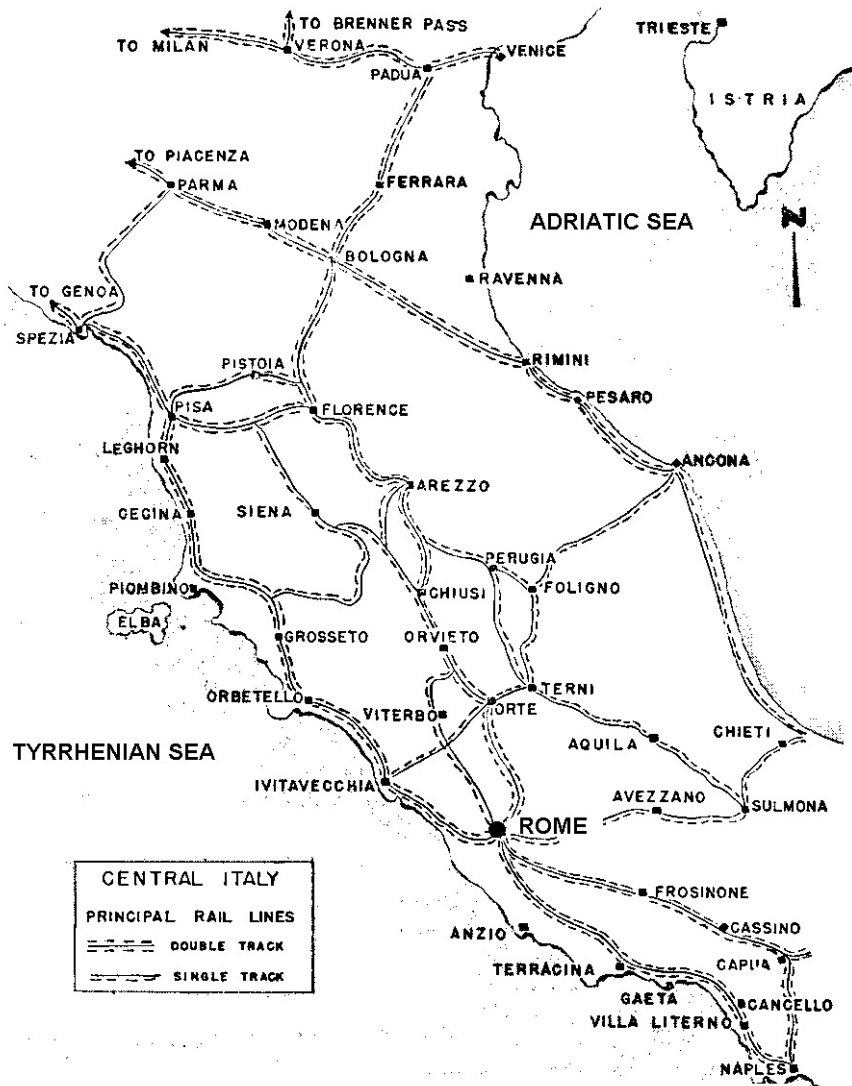 TO BRENNER PASS
TO MILAN
VERONA
VENICE
PADUA
TRIESTE
ISTRIA
TO PIACENZA
PARMA
FERRARA
MODENA
ADRIATIC SEA
N
BOLOGNA
RAVENNA
TO GENOA
SPEZIA
PISTOIA
RIMINI
PESARO
PISA
FLORENCE
LEGHORN
ANCONA
AREZZO
CECINA
SIENA
PERUGIA
PIOMBINO
CHIUSI
FOLIGNO
ELBA
GROSSETO
ORVIETO
TERNI
ORBETELLO
VITERBO
ORTE
TYRRHENIAN SEA
AQUILA
CHIETI
IVITAVECCHIA
AVEZZANO
SULMONA
ROME
CENTRAL ITALY
PRINCIPAL RAIL LINES
DOUBLE TRACK
SINGLE TRACK
FROSINONE
ANZIO
CASSINO
TERRACINA
CAPUA
GAETA
CANCELLO
VILLA LITERNO
NAPLES